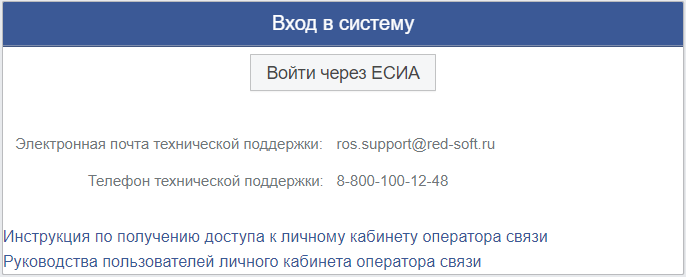 Вход в систему
Войти через ЕСИА
Электронная почта технической поддержки: ros.support@red-soft.ru
Телефон технической поддержки: 8-800-100-12-48
Инструкция по получению доступа к личному кабинету оператора связи
Руководства пользователей личного кабинета оператора связи